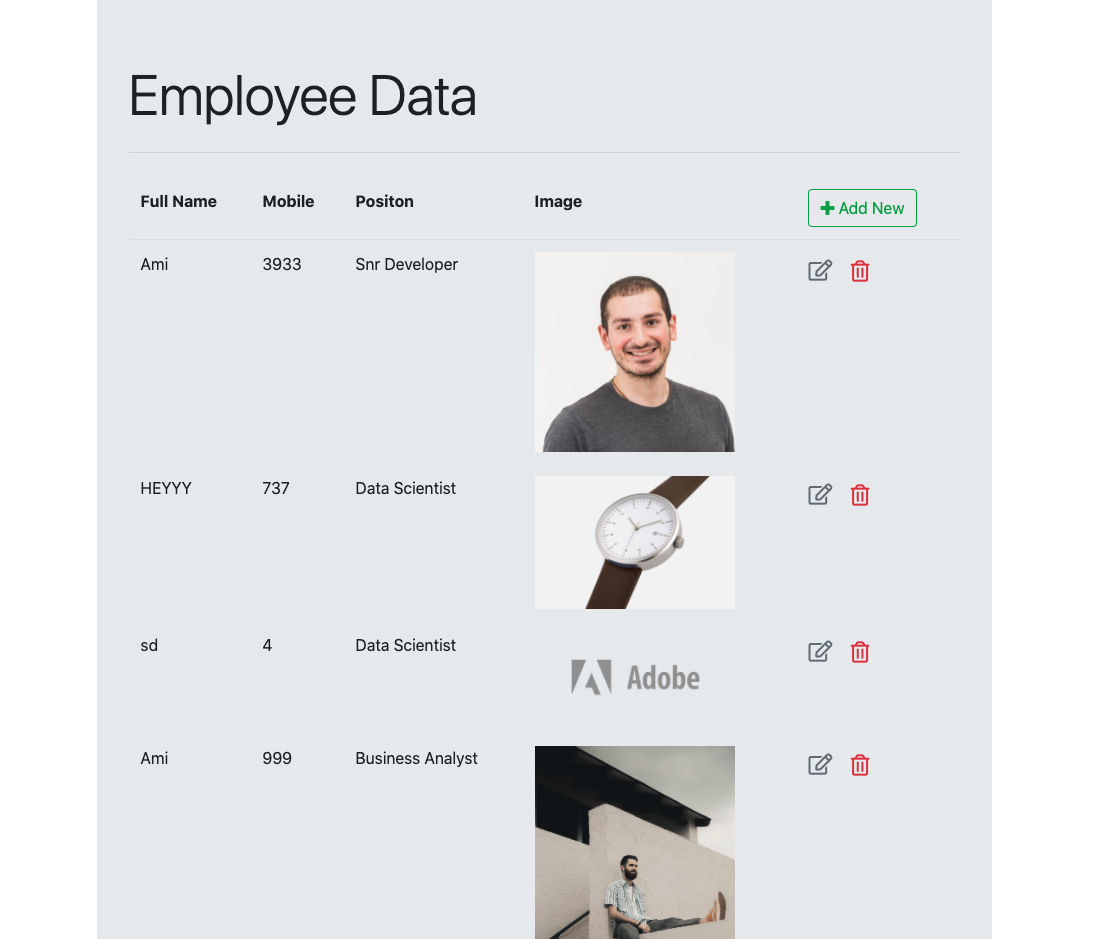 Employee Data
Full Name Mobile Positon Image Add New
Ami 3933 Snr Developer
HEYYY 737 Data Scientist
sd 4 Data Scientist
Adobe
Ami 999 Business Analyst